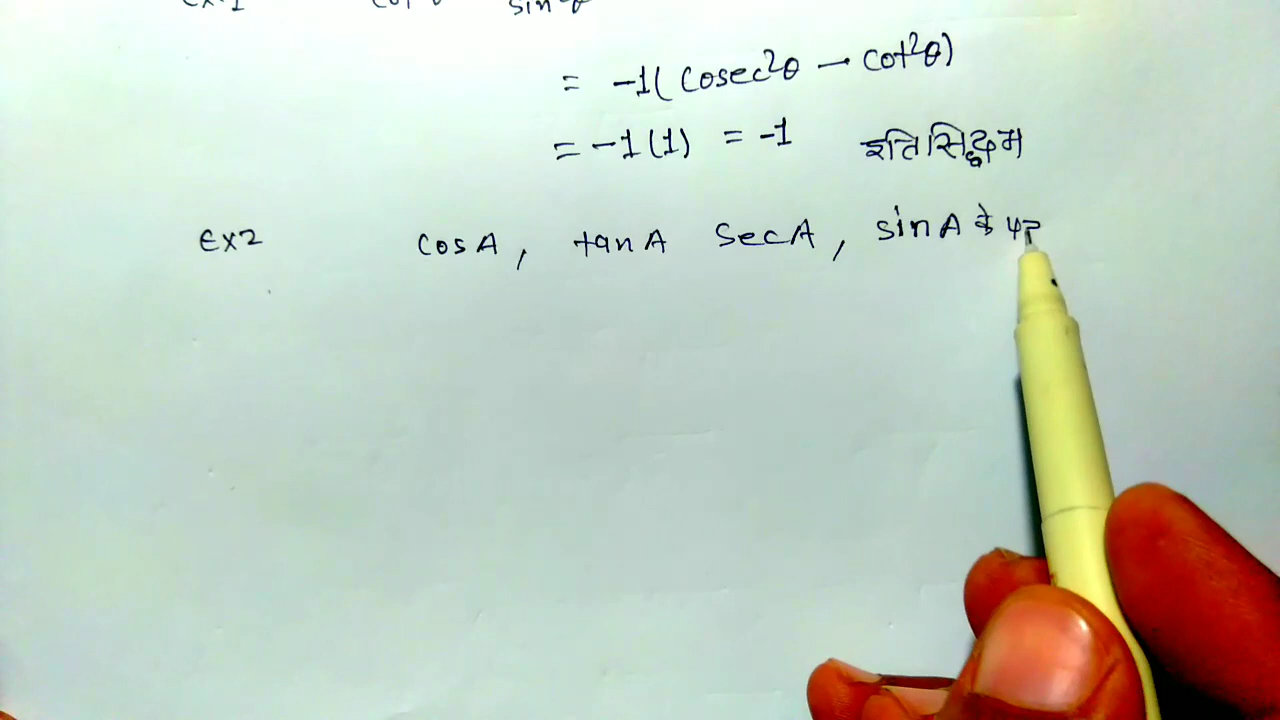 = -1(cosec²θ - cot²θ)
= -1(1) = -1 इतिसिद्धम
Ex2 cosA, tanA secA, sinA के